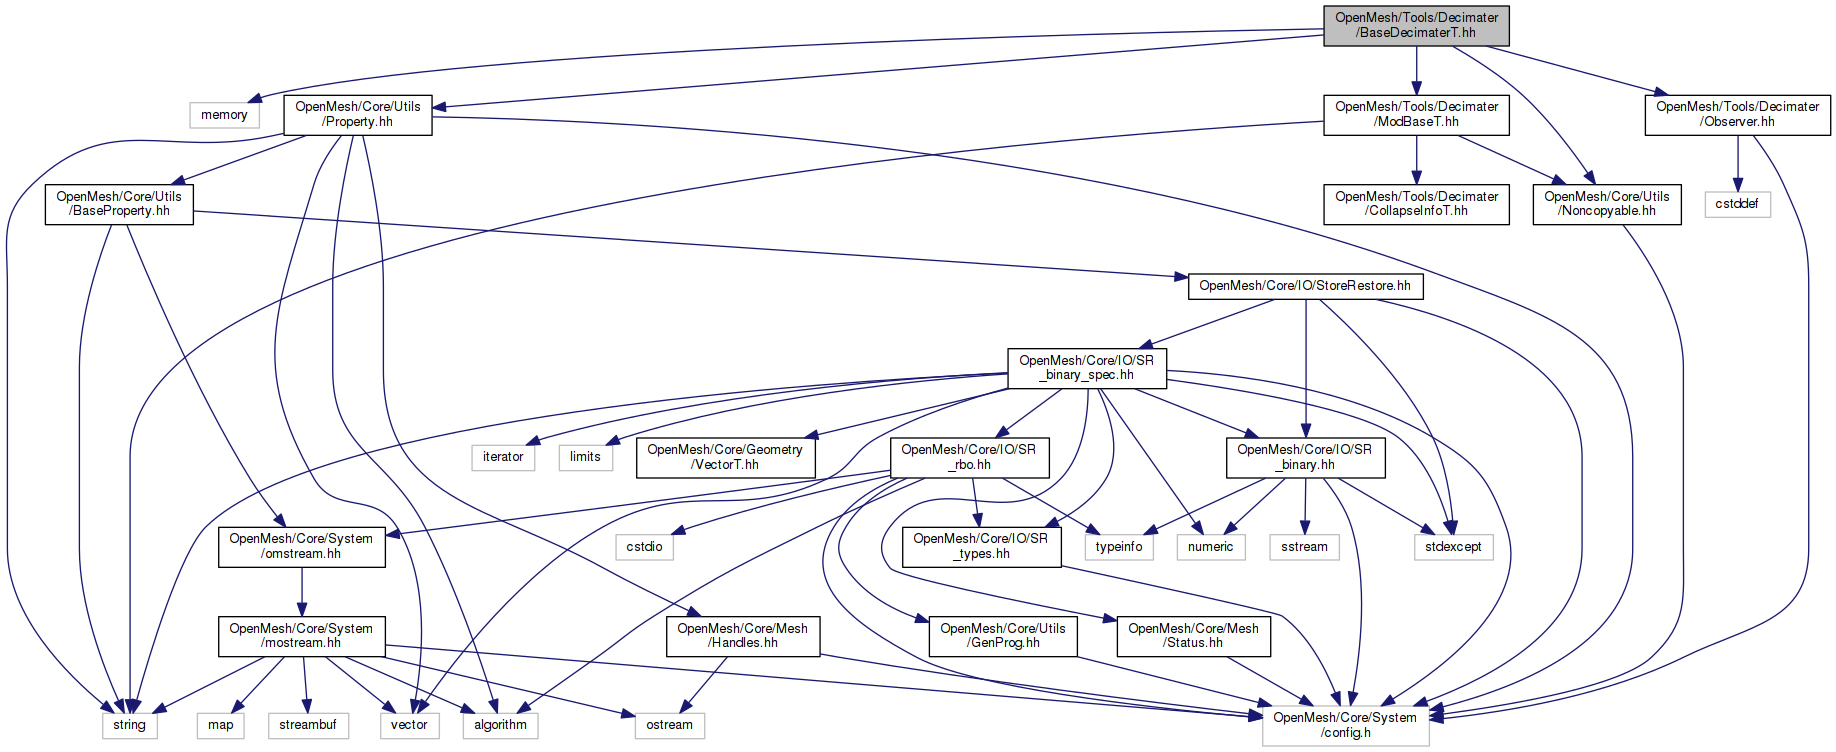 OpenMesh/Tools/Decimater
/BaseDecimaterT.hh
memory
OpenMesh/Core/Utils
/Property.hh
OpenMesh/Tools/Decimater
/ModBaseT.hh
OpenMesh/Tools/Decimater
/Observer.hh
OpenMesh/Core/Utils
/BaseProperty.hh
OpenMesh/Tools/Decimater
/CollapseInfoT.hh
OpenMesh/Core/Utils
/Noncopyable.hh
cstddef
OpenMesh/Core/IO/StoreRestore.hh
OpenMesh/Core/IO/SR
_binary_spec.hh
iterator
limits
OpenMesh/Core/Geometry
/VectorT.hh
OpenMesh/Core/IO/SR
_rbo.hh
OpenMesh/Core/IO/SR
_binary.hh
OpenMesh/Core/System
/omstream.hh
cstdio
OpenMesh/Core/IO/SR
_types.hh
typeinfo
numeric
sstream
stdexcept
OpenMesh/Core/System
/mostream.hh
OpenMesh/Core/Mesh
/Handles.hh
OpenMesh/Core/Utils
/GenProg.hh
OpenMesh/Core/Mesh
/Status.hh
string
map
streambuf
vector
algorithm
ostream
OpenMesh/Core/System
/config.h